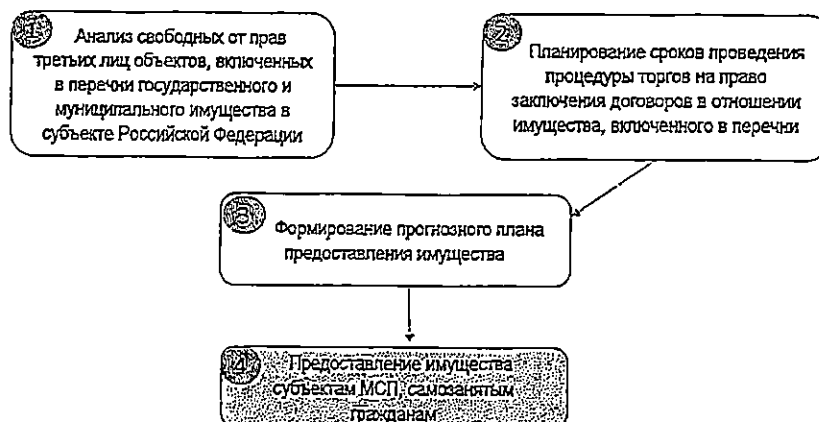 1
Анализ свободных от прав
третьих лиц объектов, включенных
в перечни государственного и
муниципального имущества в
субъекте Российской Федерации
2
Планирование сроков проведения
процедуры торгов на право
заключения договоров в отношении
имущества, включенного в перечни
3
Формирование прогнозного плана
предоставления имущества
4
Предоставление имущества
субъектам МСП, самозанятым
гражданам